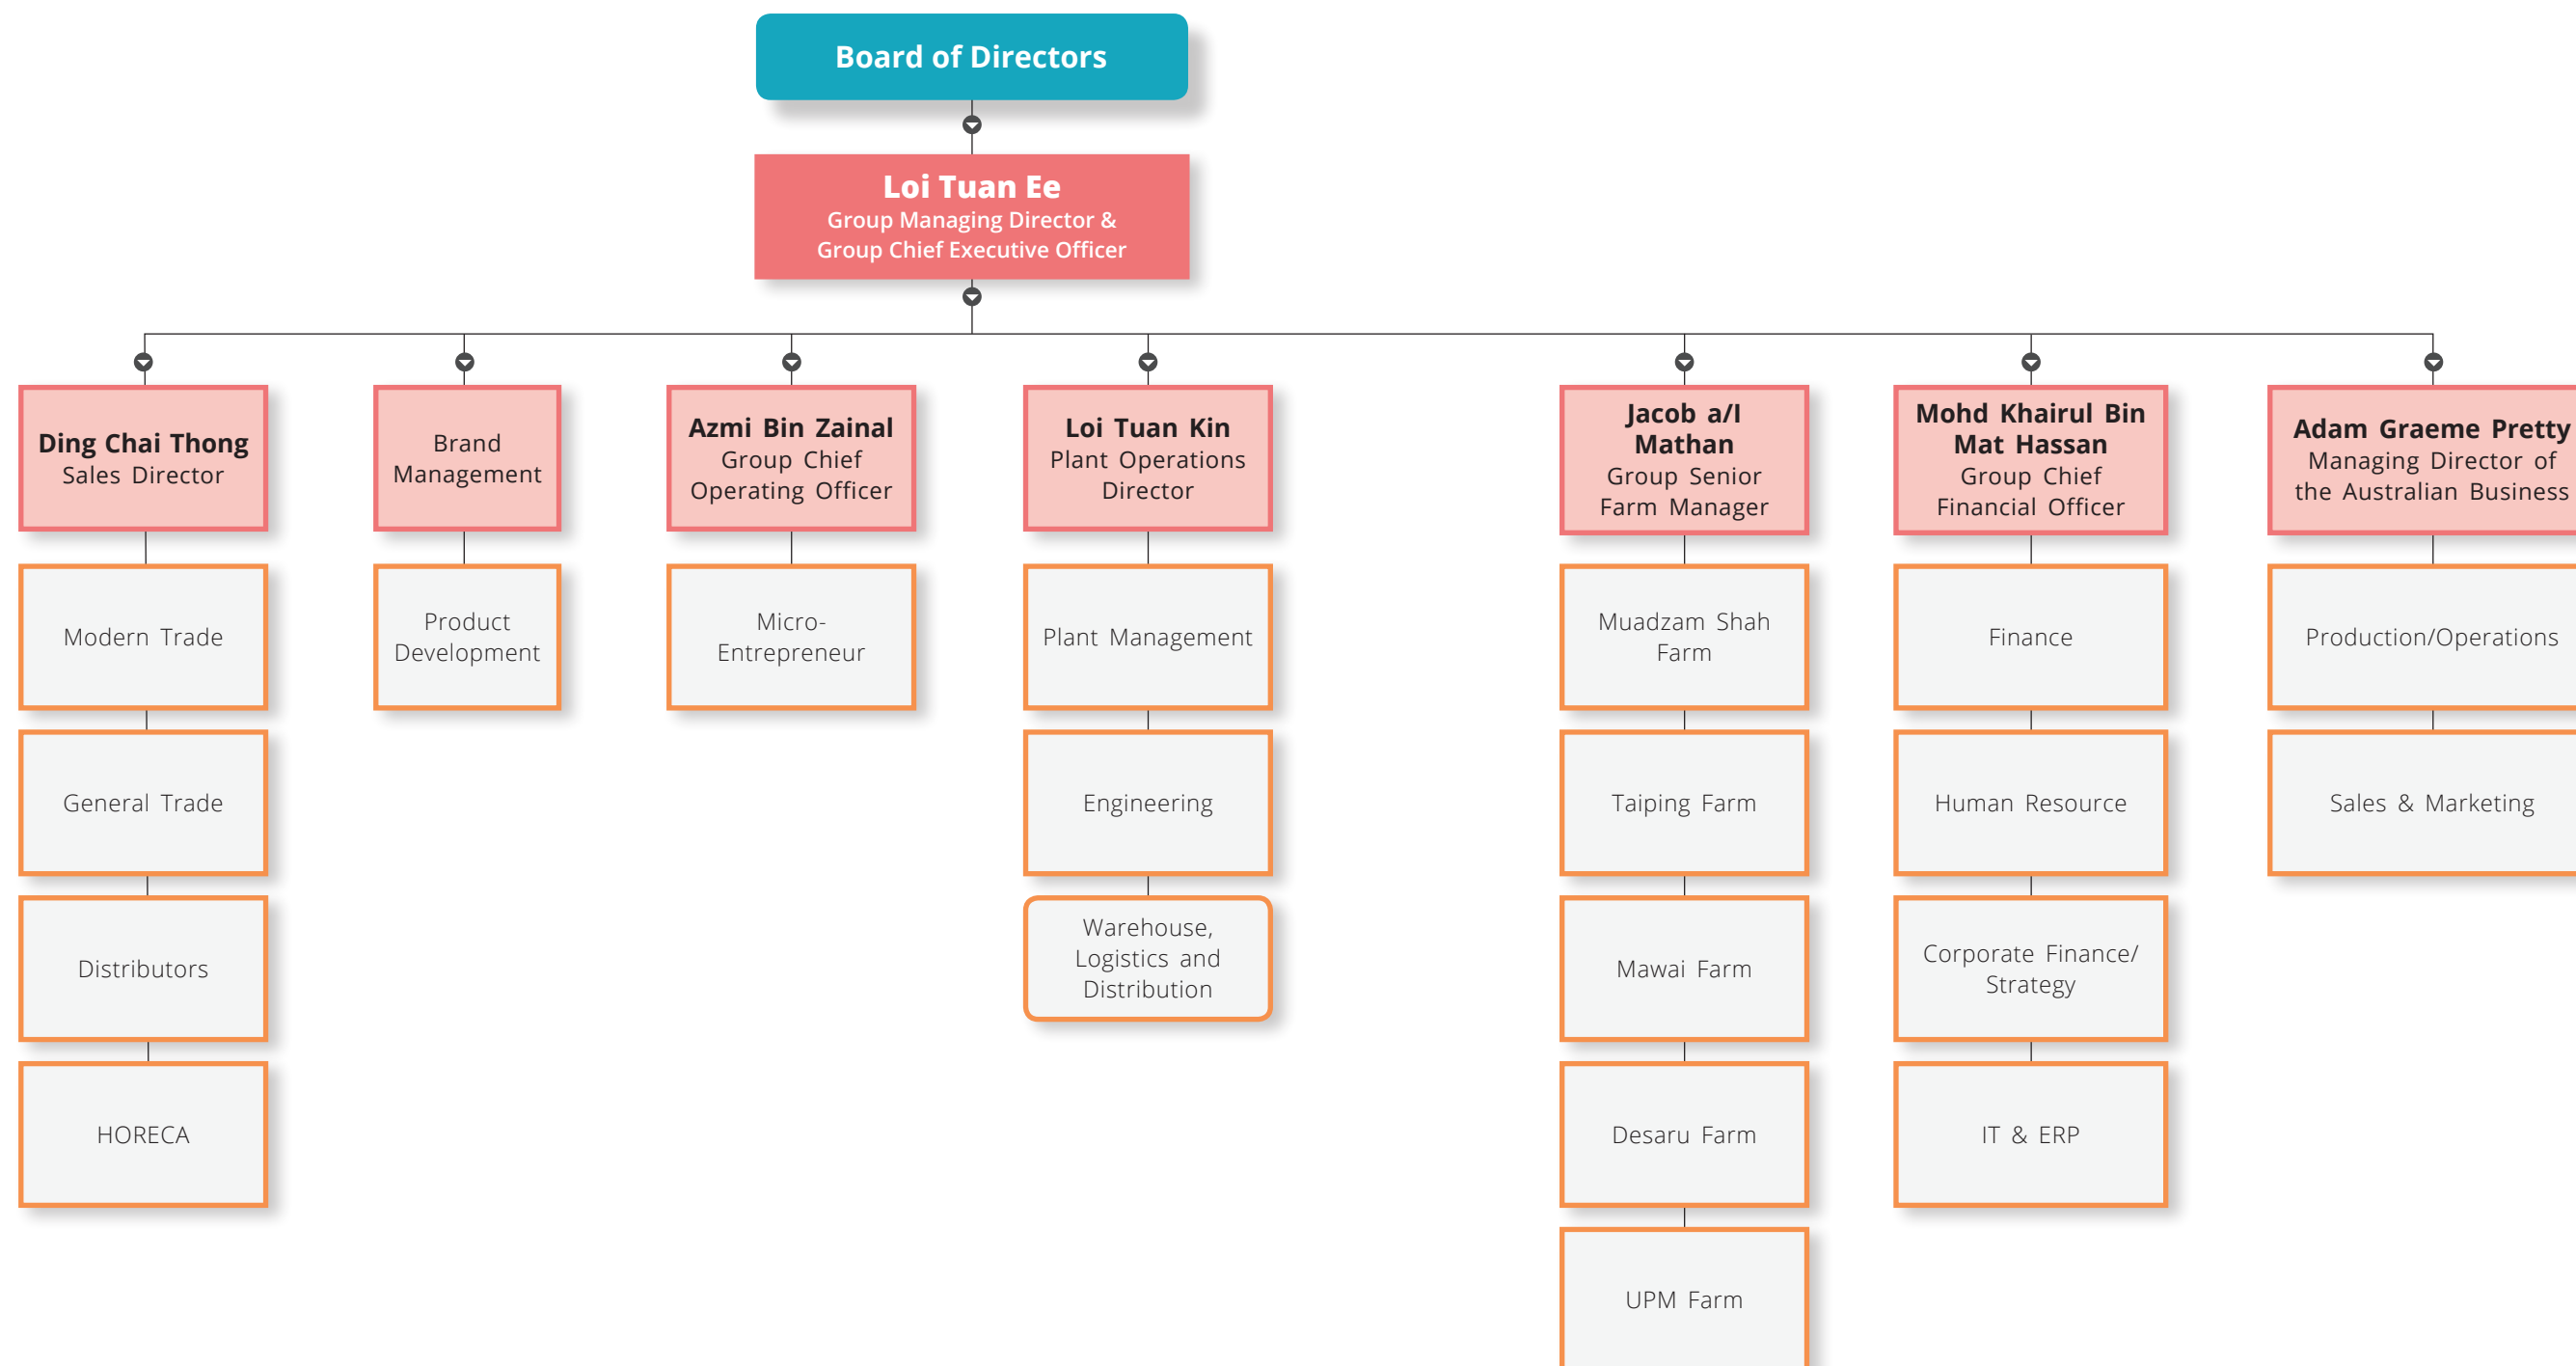 Board of Directors
Loi Tuan Ee
Group Managing Director &
Group Chief Executive Officer
Ding Chai Thong
Sales Director
Modern Trade
General Trade
Distributors
HORECA
Brand
Management
Product
Development
Azmi Bin Zainal
Group Chief
Operating Officer
Micro-
Entrepreneur
Loi Tuan Kin
Plant Operations
Director
Plant Management
Engineering
Warehouse,
Logistics and
Distribution
Jacob a/l
Mathan
Group Senior
Farm Manager
Muadzam Shah
Farm
Taiping Farm
Mawai Farm
Desaru Farm
UPM Farm
Mohd Khairul Bin
Mat Hassan
Group Chief
Financial Officer
Finance
Human Resource
Corporate Finance/
Strategy
IT & ERP
Adam Graeme Pretty
Managing Director of
the Australian Business
Production/Operations
Sales & Marketing